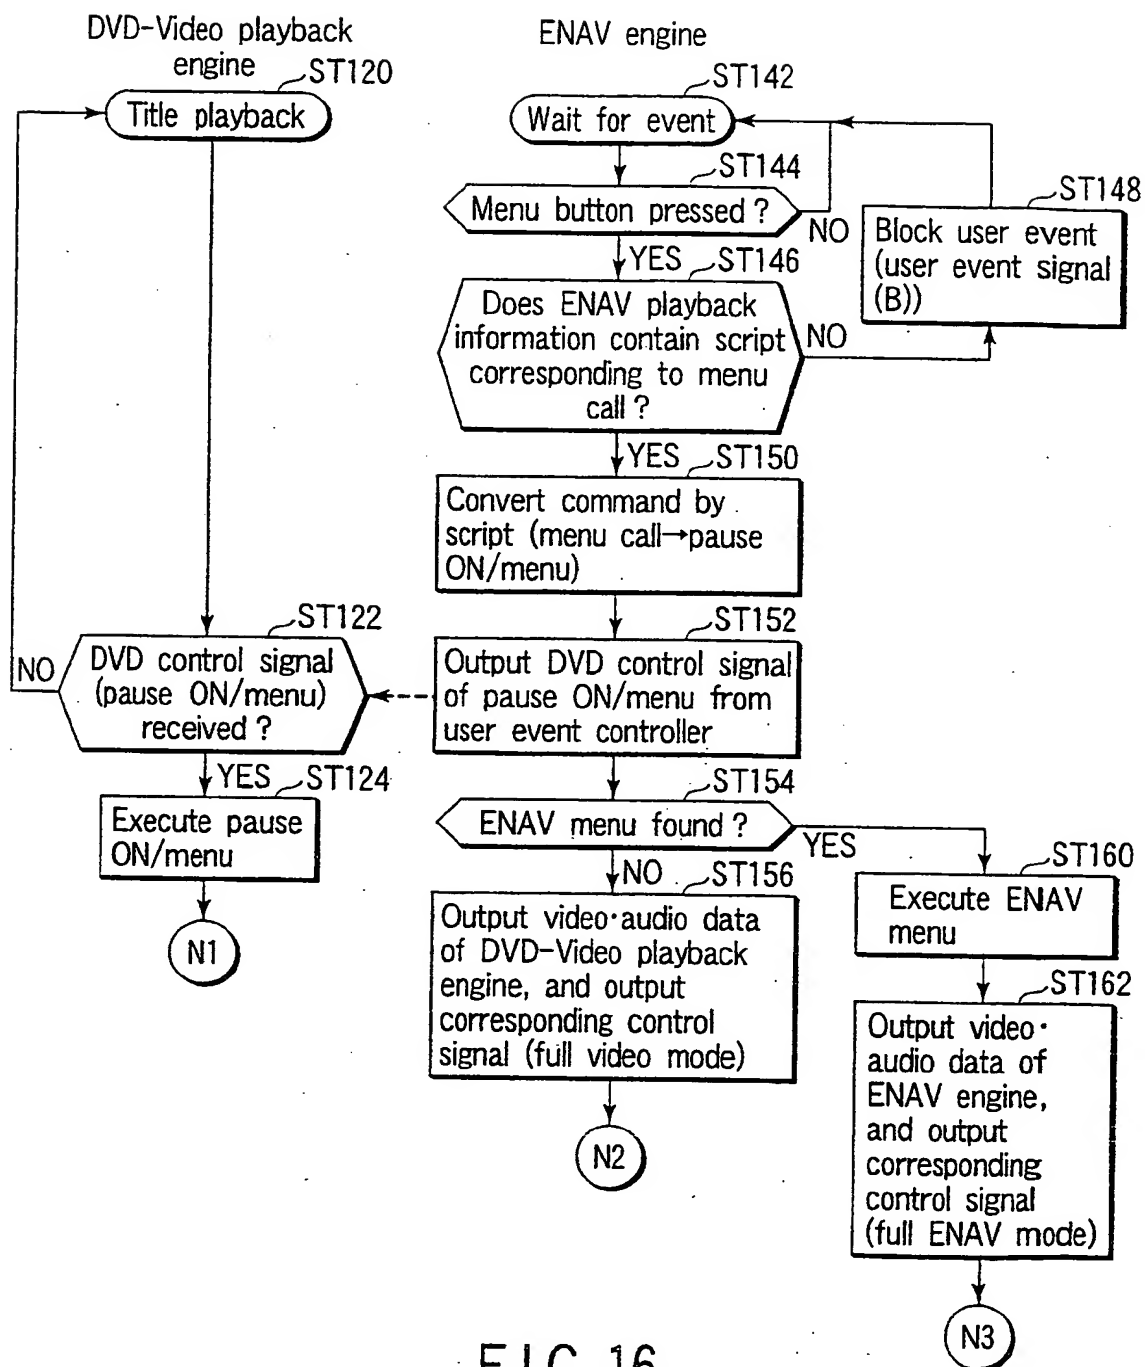 DVD-Video playback
engine
ST120
Title playback
ENAV engine
ST142
Wait for event
ST144
Menu button pressed ?
NO
ST148
Block user event
(user event signal
(B))
YES
ST146
Does ENAV playback
information contain script
corresponding to menu
call ?
NO
YES
ST150
Convert command by
script (menu call→pause
ON/menu)
ST122
NO
DVD control signal
(pause ON/menu)
received ?
ST152
Output DVD control signal
of pause ON/menu from
user event controller
YES
ST124
Execute pause
ON/menu
N1
ST154
ENAV menu found ?
YES
NO
ST156
Output video·audio data
of DVD-Video playback
engine, and output
corresponding control
signal (full video mode)
N2
ST160
Execute ENAV
menu
ST162
Output video·
audio data of
ENAV engine,
and output
corresponding
control signal
(full ENAV mode)
N3
FIG. 16